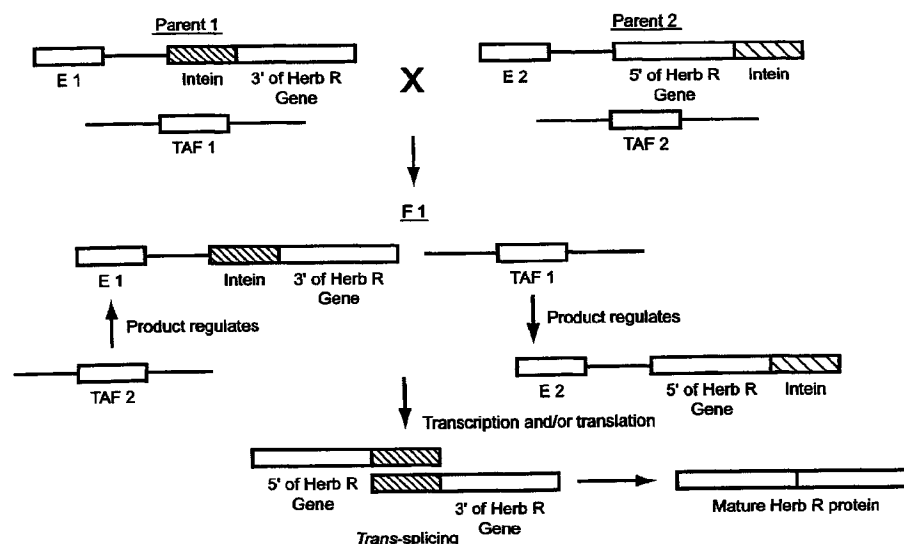 Parent 1
Parent 2
E 1
Intein
3' of Herb R
Gene
X
E 2
5' of Herb R
Gene
Intein
TAF 1
TAF 2
F 1
E 1
Intein
3' of Herb R
Gene
TAF 1
Product regulates
Product regulates
TAF 2
E 2
5' of Herb R
Gene
Intein
Transcription and/or translation
5' of Herb R
Gene
3' of Herb R
Gene
Mature Herb R protein
Trans-splicing